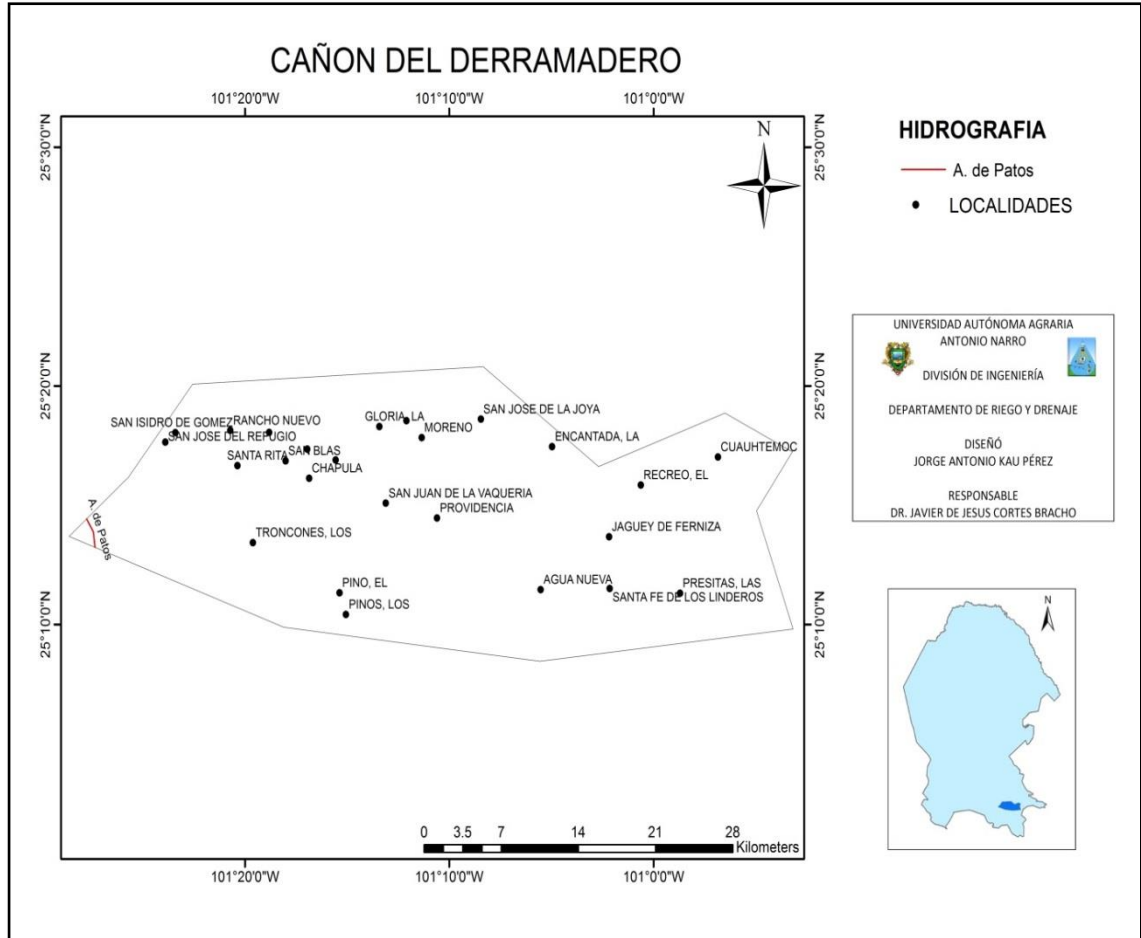 CAÑON DEL DERRAMADERO
101°20'0"W 101°10'0"W 101°0'0"W
25°30'0"N 25°30'0"N
N
HIDROGRAFIA
A. de Patos
LOCALIDADES
UNIVERSIDAD AUTÓNOMA AGRARIA
ANTONIO NARRO
DIVISIÓN DE INGENIERÍA
DEPARTAMENTO DE RIEGO Y DRENAJE
DISEÑÓ
JORGE ANTONIO KAU PÉREZ
RESPONSABLE
DR. JAVIER DE JESUS CORTES BRACHO
25°20'0"N 25°20'0"N
SAN JOSE DE LA JOYA
GLORIA, LA
SAN ISIDRO DE GOMEZ RANCHO NUEVO
MORENO
SAN JOSE DEL REFUGIO
ENCANTADA, LA
CUAUHTEMOC
SANTA RITA SAN BLAS
CHAPULA
RECREO, EL
SAN JUAN DE LA VAQUERIA
PROVIDENCIA
A. de Patos
TRONCONES, LOS
JAGUEY DE FERNIZA
PINO, EL
AGUA NUEVA
PRESITAS, LAS
SANTA FE DE LOS LINDEROS
PINOS, LOS
25°10'0"N 25°10'0"N
N
0 3.5 7 14 21 28
Kilometers
101°20'0"W 101°10'0"W 101°0'0"W